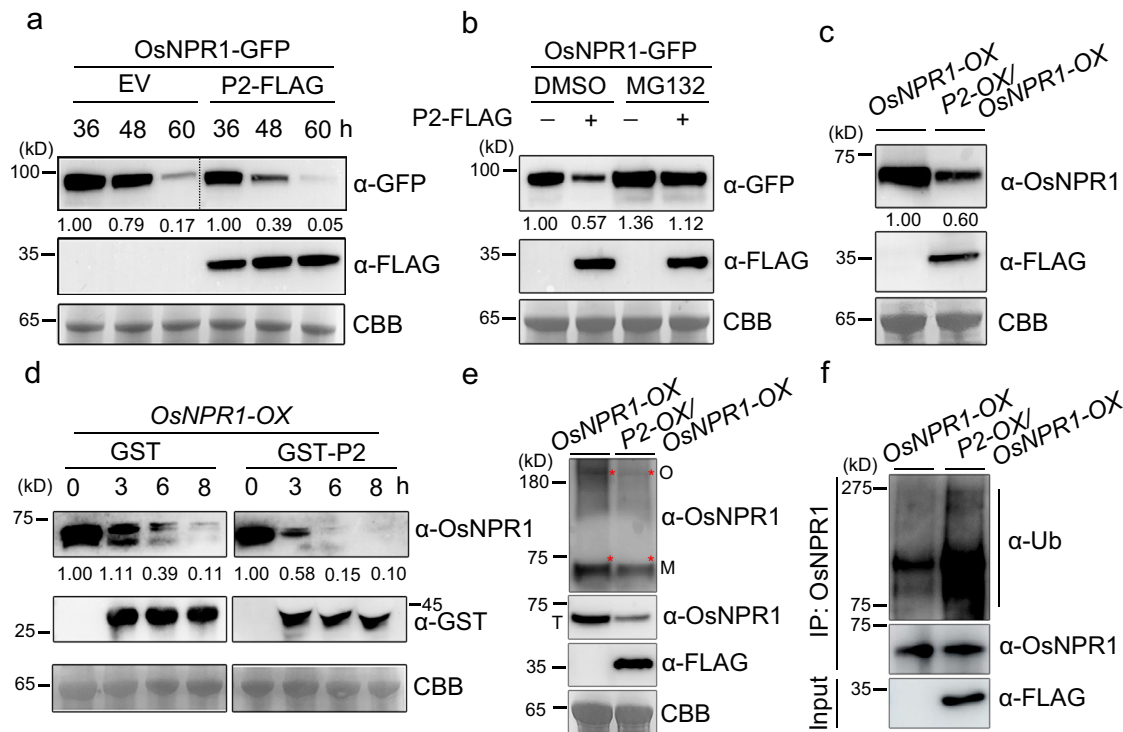 a
OsNPR1-GFP
EV P2-FLAG
36 48 60 36 48 60 h
(kD)
100 α-GFP
1.00 0.79 0.17 1.00 0.39 0.05
35 α-FLAG
65 CBB
b
OsNPR1-GFP
DMSO MG132
P2-FLAG − + − +
(kD)
100 α-GFP
1.00 0.57 1.36 1.12
35 α-FLAG
65 CBB
c
OsNPR1-OX
P2-OX/
OsNPR1-OX
(kD)
75 α-OsNPR1
1.00 0.60
35 α-FLAG
65 CBB
d
OsNPR1-OX
GST GST-P2
(kD) 0 3 6 8 0 3 6 8 h
75 α-OsNPR1
1.00 1.11 0.39 0.11 1.00 0.58 0.15 0.10
45
25 α-GST
65 CBB
e
OsNPR1-OX
P2-OX/
OsNPR1-OX
(kD)
180 * * O
α-OsNPR1
75 * * M
75
T α-OsNPR1
35 α-FLAG
65 CBB
f
OsNPR1-OX
P2-OX/
OsNPR1-OX
(kD)
275
IP: OsNPR1 α-Ub
75
75 α-OsNPR1
Input 35 α-FLAG